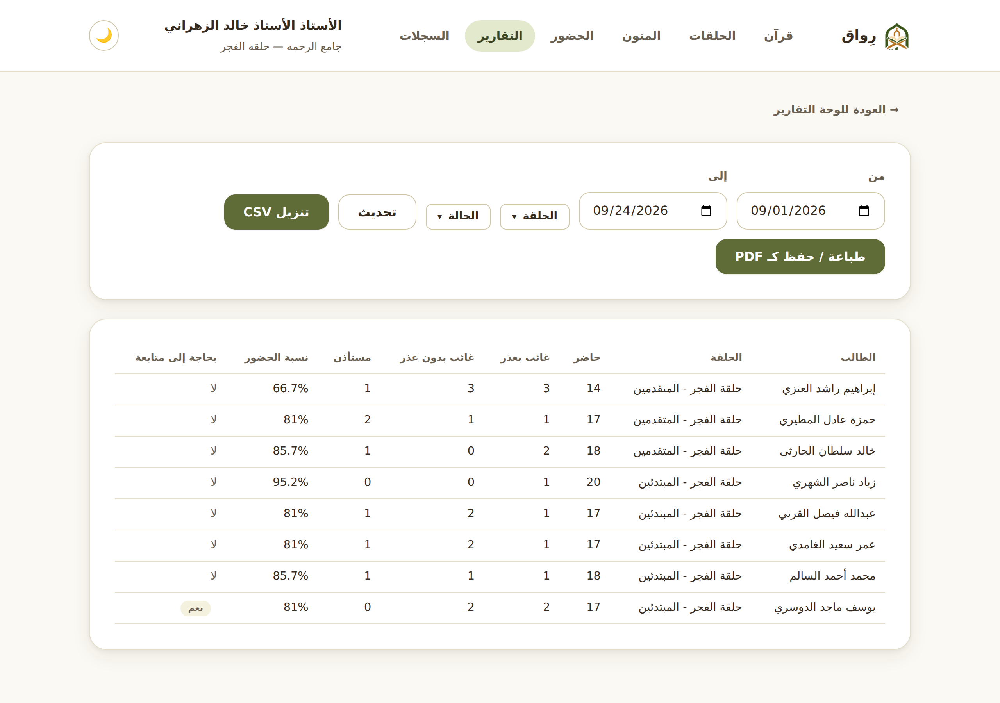 رِواق
قرآن
الحلقات
المتون
الحضور
التقارير
السجلات
الأستاذ الأستاذ خالد الزهراني
جامع الرحمة — حلقة الفجر
→ العودة للوحة التقارير
من
09/01/2026
إلى
09/24/2026
الحلقة ▾
الحالة ▾
تحديث
تنزيل CSV
طباعة / حفظ كـ PDF
الطالب الحلقة حاضر غائب بعذر غائب بدون عذر مستأذن نسبة الحضور بحاجة إلى متابعة
إبراهيم راشد العنزي حلقة الفجر - المتقدمين 14 3 3 1 66.7% لا
حمزة عادل المطيري حلقة الفجر - المتقدمين 17 1 1 2 81% لا
خالد سلطان الحارثي حلقة الفجر - المتقدمين 18 2 0 1 85.7% لا
زياد ناصر الشهري حلقة الفجر - المبتدئين 20 1 0 0 95.2% لا
عبدالله فيصل القرني حلقة الفجر - المبتدئين 17 1 2 1 81% لا
عمر سعيد الغامدي حلقة الفجر - المبتدئين 17 1 2 1 81% لا
محمد أحمد السالم حلقة الفجر - المبتدئين 18 1 1 1 85.7% لا
يوسف ماجد الدوسري حلقة الفجر - المبتدئين 17 2 2 0 81% نعم